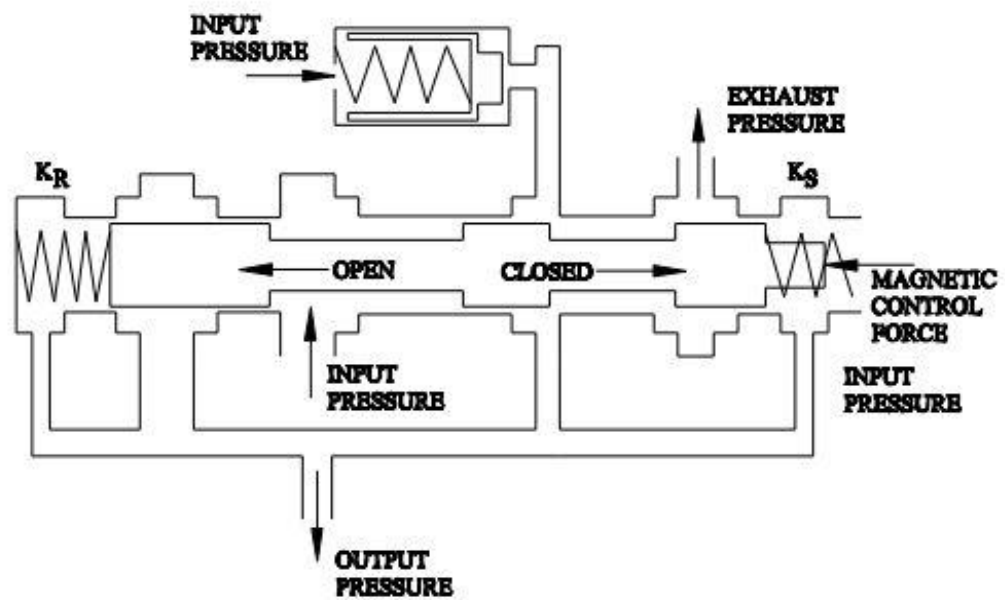 INPUT
PRESSURE
EXHAUST
PRESSURE
KR
KS
OPEN
CLOSED
MAGNETIC
CONTROL
FORCE
INPUT
PRESSURE
INPUT
PRESSURE
OUTPUT
PRESSURE